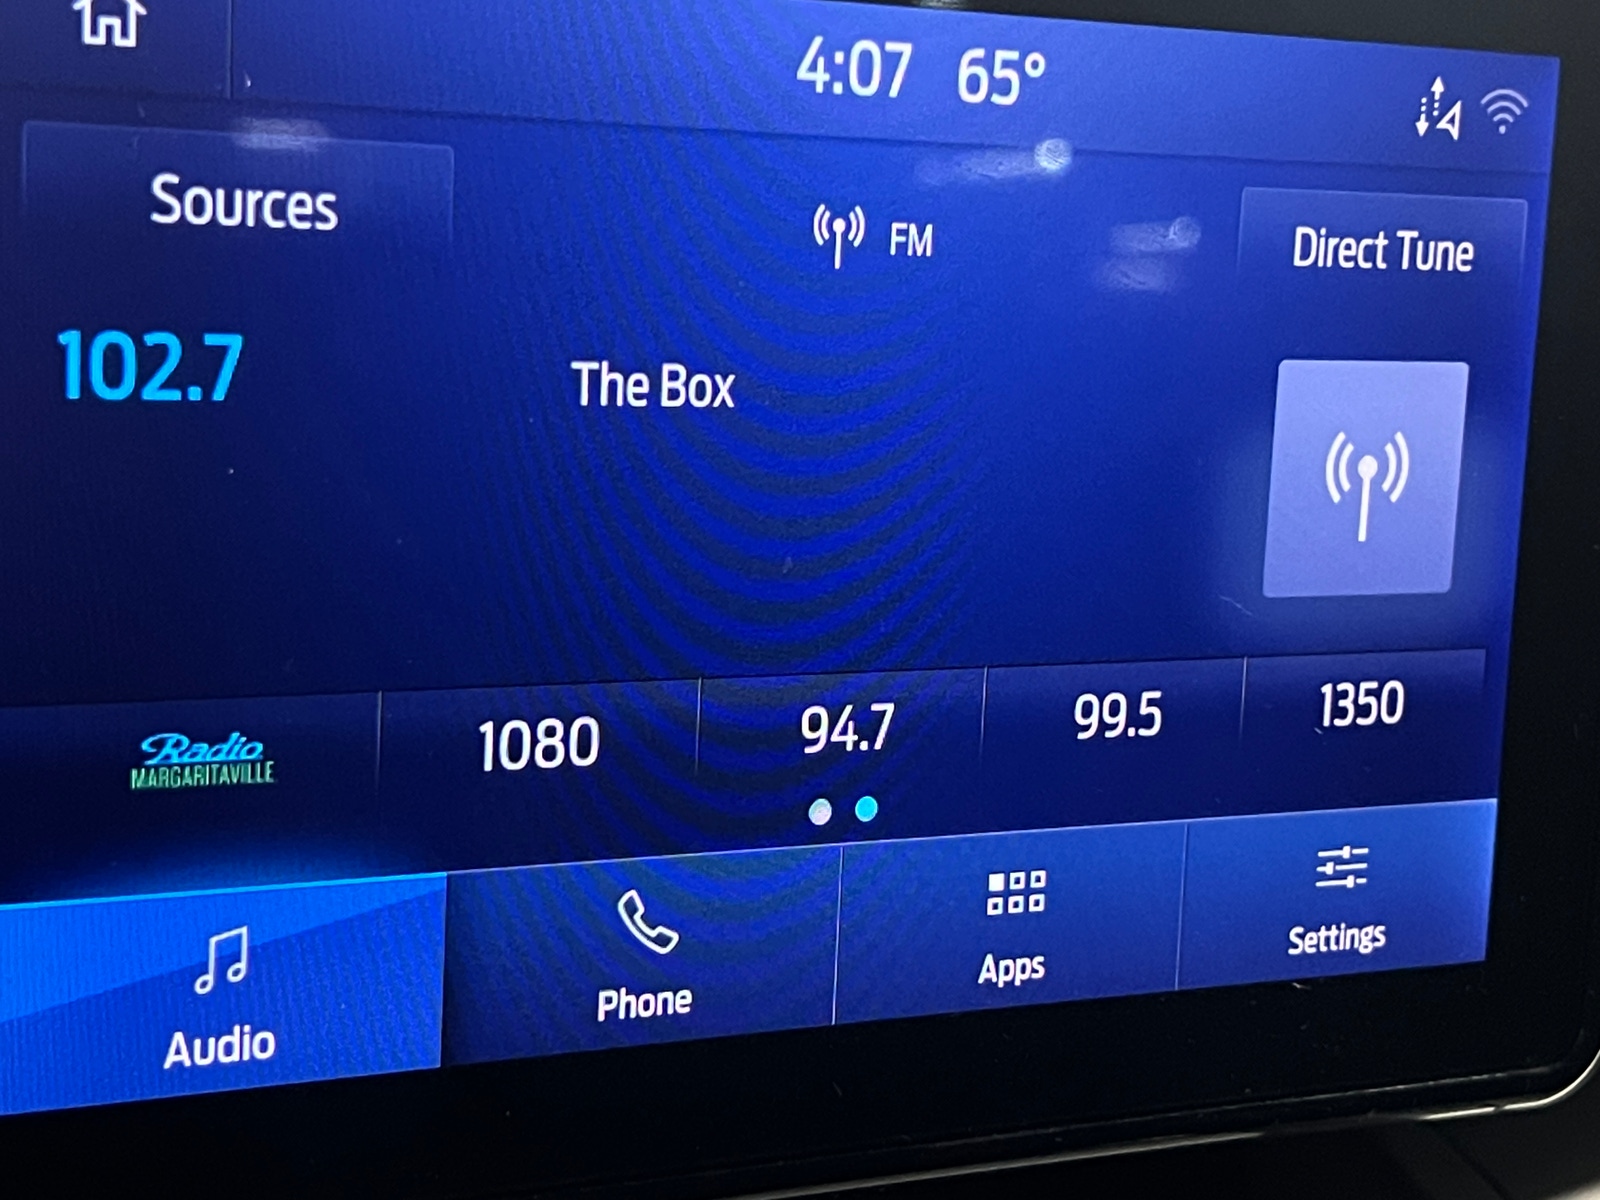 4:07 65°
Sources
FM
Direct Tune
102.7
The Box
Radio
MARGARITAVILLE
1080
94.7
99.5
1350
Audio
Phone
Apps
Settings